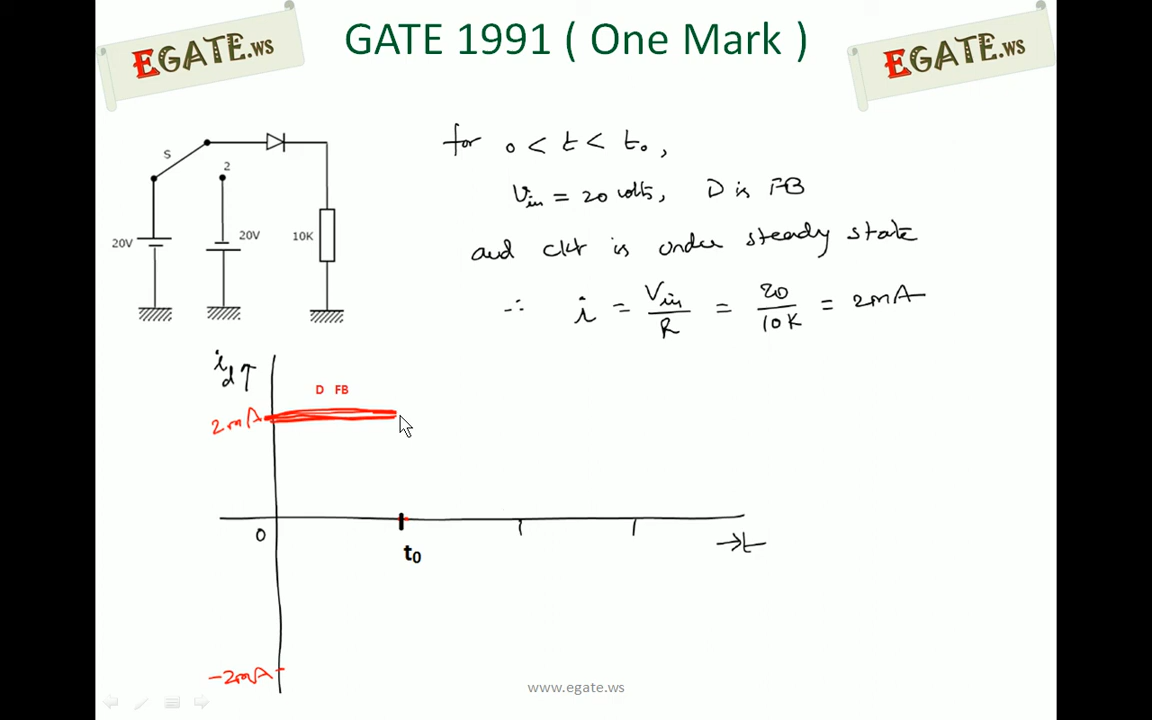 EGATE.ws
GATE 1991 ( One Mark )
EGATE.ws
S
2
20V
20V
10K
for 0 < t < t₀,
Vin = 20 volts, D is FB
and ckt is under steady state
∴ i = Vin/R = 20/10K = 2mA
id↑
D FB
2mA
0
t₀
→t
-2mA
www.egate.ws